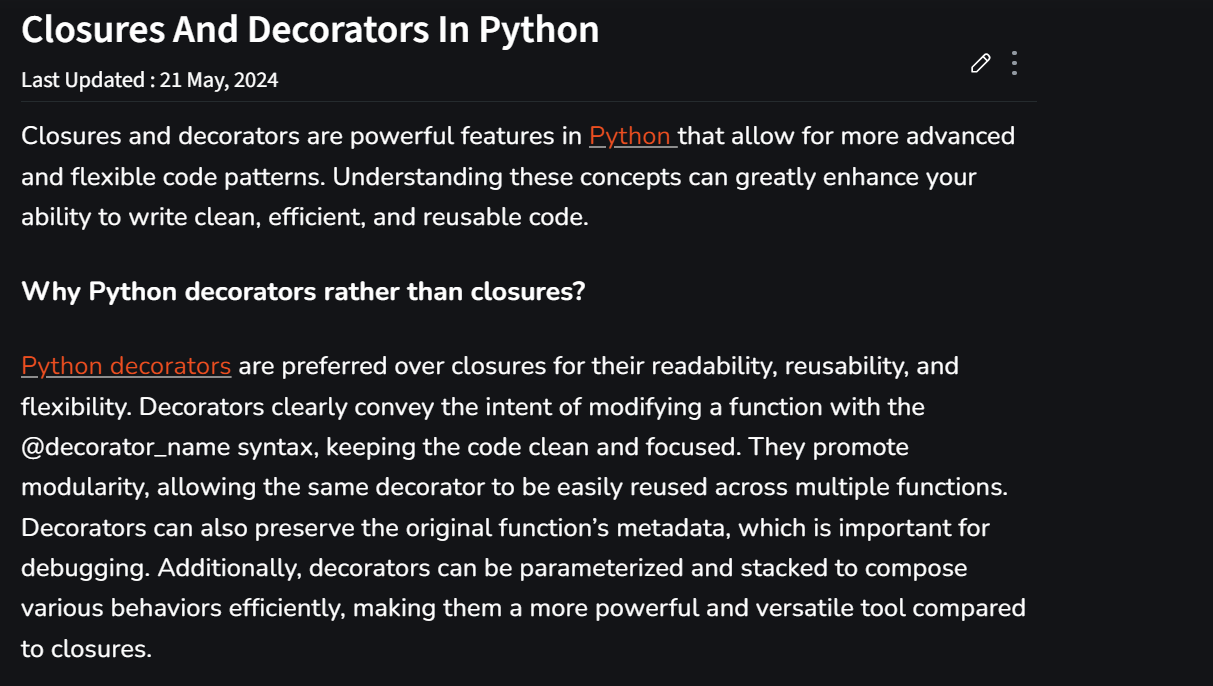 Closures And Decorators In Python
Last Updated : 21 May, 2024
Closures and decorators are powerful features in Python that allow for more advanced
and flexible code patterns. Understanding these concepts can greatly enhance your
ability to write clean, efficient, and reusable code.
Why Python decorators rather than closures?
Python decorators are preferred over closures for their readability, reusability, and
flexibility. Decorators clearly convey the intent of modifying a function with the
@decorator_name syntax, keeping the code clean and focused. They promote
modularity, allowing the same decorator to be easily reused across multiple functions.
Decorators can also preserve the original function’s metadata, which is important for
debugging. Additionally, decorators can be parameterized and stacked to compose
various behaviors efficiently, making them a more powerful and versatile tool compared
to closures.